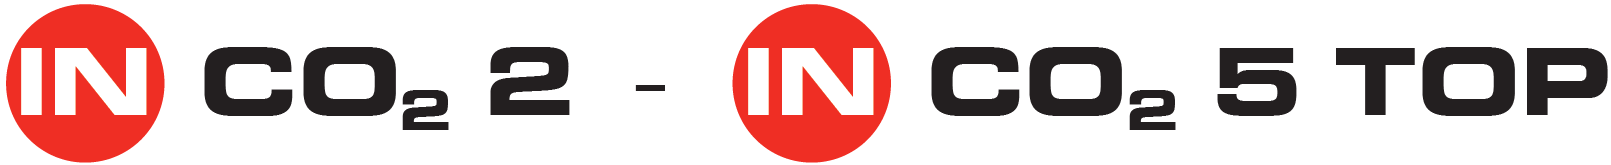 IN CO₂ 2 - IN CO₂ 5 TOP